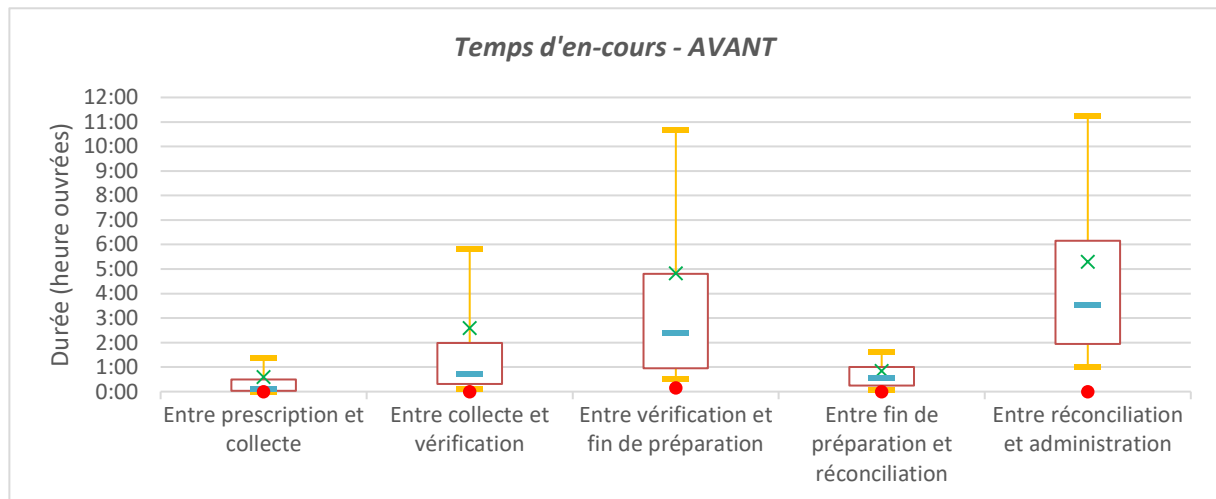 Temps d'en-cours - AVANT
Durée (heure ouvrées)
12:00
11:00
10:00
9:00
8:00
7:00
6:00
5:00
4:00
3:00
2:00
1:00
0:00
Entre prescription et
collecte
Entre collecte et
vérification
Entre vérification et
fin de préparation
Entre fin de
préparation et
réconciliation
Entre réconciliation
et administration